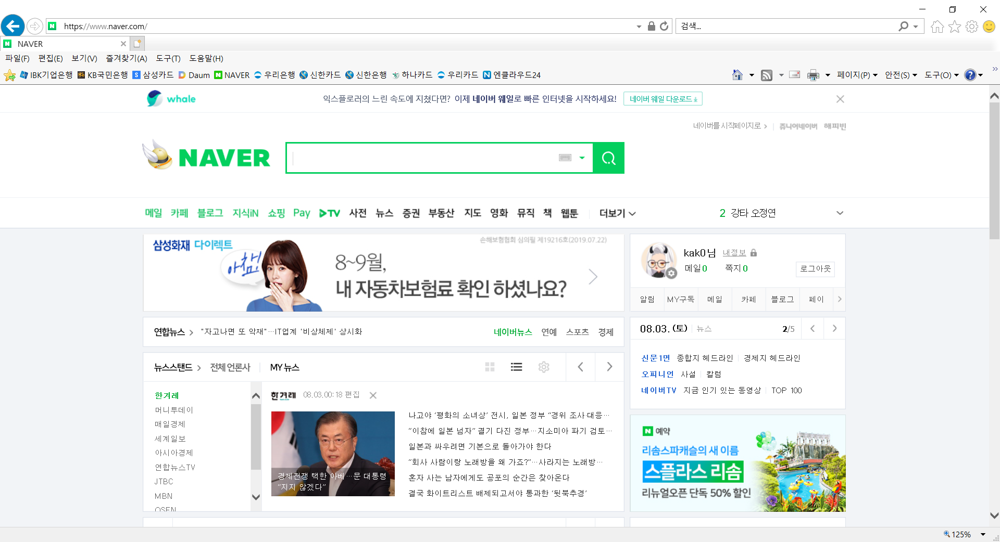 https://www.naver.com/
검색...
NAVER
파일(F) 편집(E) 보기(V) 즐겨찾기(A) 도구(T) 도움말(H)
IBK기업은행 KB국민은행 삼성카드 Daum NAVER 우리은행 신한카드 신한은행 하나카드 우리카드 엔클라우드24
페이지(P) 안전(S) 도구(O)
whale 익스플로러의 느린 속도에 지쳤다면? 이제 네이버 웨일로 빠른 인터넷을 시작하세요! 네이버 웨일 다운로드
네이버를 시작페이지로 쥬니어네이버 해피빈
NAVER
메일 카페 블로그 지식iN 쇼핑 Pay TV 사전 뉴스 증권 부동산 지도 영화 뮤직 책 웹툰 더보기 2 강타 오정연
삼성화재 다이렉트
손해보험협회 심의필 제19216호(2019.07.22)
아챔!
8~9월,
내 자동차보험료 확인 하셨나요?
kak0님 내정보
메일0 쪽지0 로그아웃
알림 MY구독 메일 카페 블로그 페이
연합뉴스 "자고나면 또 악재"…IT업계 '비상체제' 상시화 네이버뉴스 연예 스포츠 경제
08.03.(토) 뉴스 2/5
신문1면 종합지 헤드라인 경제지 헤드라인
오피니언 사설 칼럼
네이버TV 지금 인기 있는 동영상 TOP 100
뉴스스탠드 전체 언론사 MY 뉴스
한겨레
머니투데이
매일경제
세계일보
아시아경제
연합뉴스TV
JTBC
MBN
OSEN
한겨레 08.03.00:18 편집
경제전쟁 택한 아베…문 대통령
“지지 않겠다”
나고야 ‘평화의 소녀상’ 전시, 일본 정부 “경위 조사·대응…
“이참에 일본 넘자” 결기 다진 정부…지소미아 파기 검토…
일본과 싸우려면 기본으로 돌아가야 한다
“회사 사람이랑 노래방을 왜 가죠?”…사라지는 노래방…
혼자 사는 남자에게도 공포의 순간은 찾아온다
결국 화이트리스트 배제되고서야 통과한 ‘뒷북추경’
N 예약
리솜스파캐슬의 새 이름
스플라스 리솜
리뉴얼오픈 단독 50% 할인
125%